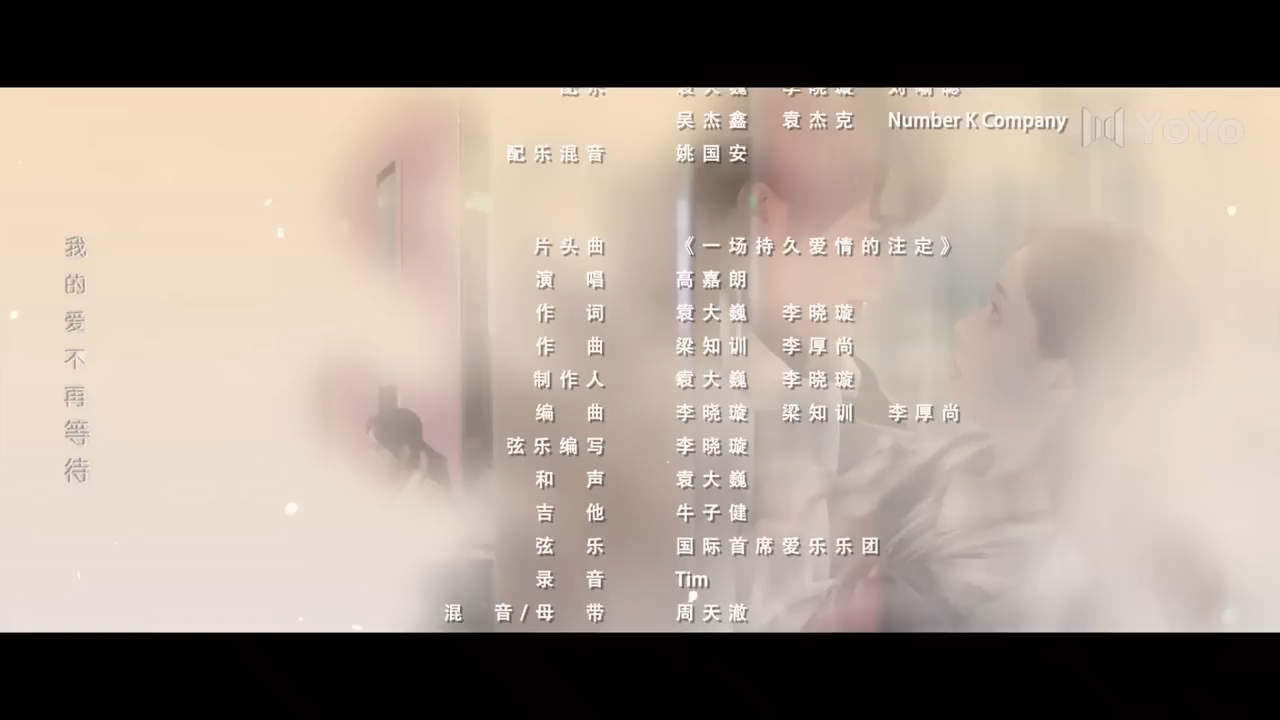 吴杰鑫 袁杰克 Number K Company
YoYo
配乐混音 姚国安
片头曲 《一场持久爱情的注定》
演唱 高嘉朗
作词 袁大巍 李晓璇
作曲 梁知训 李厚尚
制作人 袁大巍 李晓璇
编曲 李晓璇 梁知训 李厚尚
弦乐编写 李晓璇
和声 袁大巍
吉他 牛子健
弦乐 国际首席爱乐乐团
录音 Tim
混音/母带 周天澈
我的爱不再等待